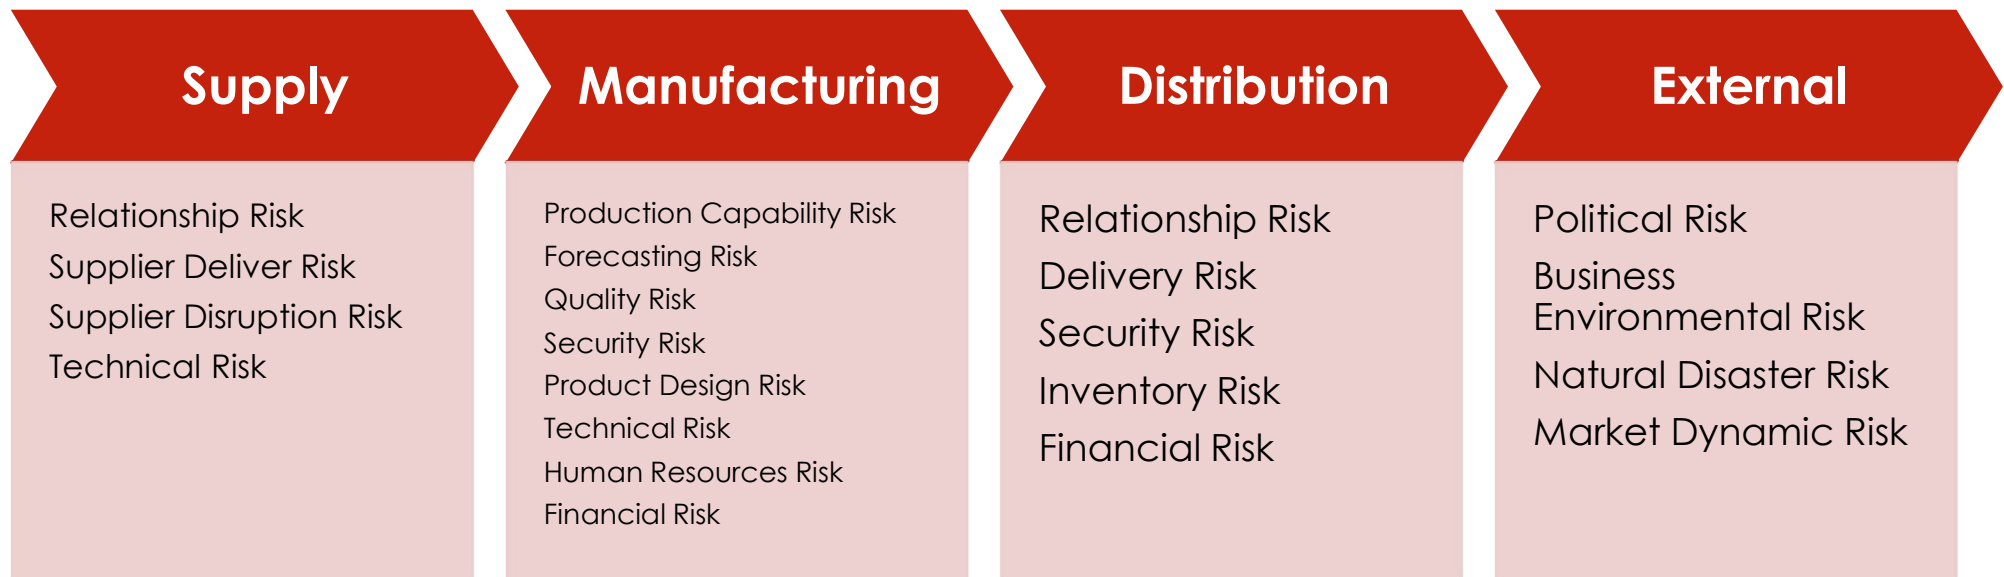 Supply
Relationship Risk
Supplier Deliver Risk
Supplier Disruption Risk
Technical Risk
Manufacturing
Production Capability Risk
Forecasting Risk
Quality Risk
Security Risk
Product Design Risk
Technical Risk
Human Resources Risk
Financial Risk
Distribution
Relationship Risk
Delivery Risk
Security Risk
Inventory Risk
Financial Risk
External
Political Risk
Business
Environmental Risk
Natural Disaster Risk
Market Dynamic Risk